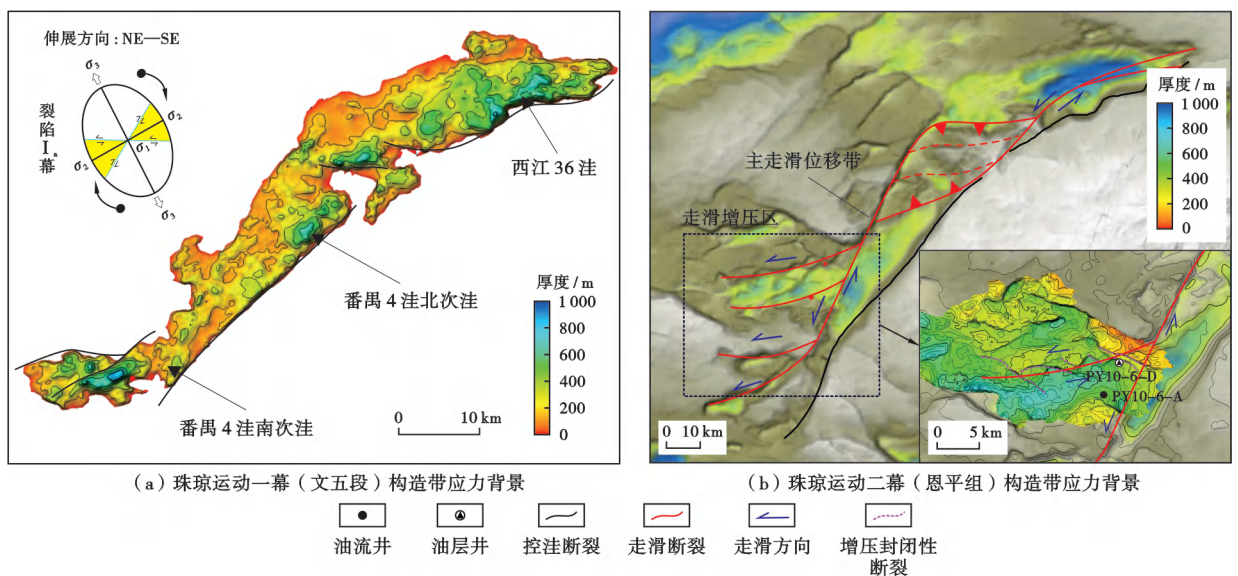 伸展方向：NE—SE
σ₃
σ₂
σ₁
σ₂
σ₃
裂陷Ⅰₐ幕
西江36洼
番禺4洼北次洼
番禺4洼南次洼
厚度/m
1 000
800
600
400
200
0
0 10 km
（a）珠琼运动一幕（文五段）构造带应力背景
厚度/m
1 000
800
600
400
200
0
主走滑位移带
走滑增压区
PY10-6-D
PY10-6-A
0 10 km
0 5 km
（b）珠琼运动二幕（恩平组）构造带应力背景
油流井
油层井
控洼断裂
走滑断裂
走滑方向
增压封闭性
断裂